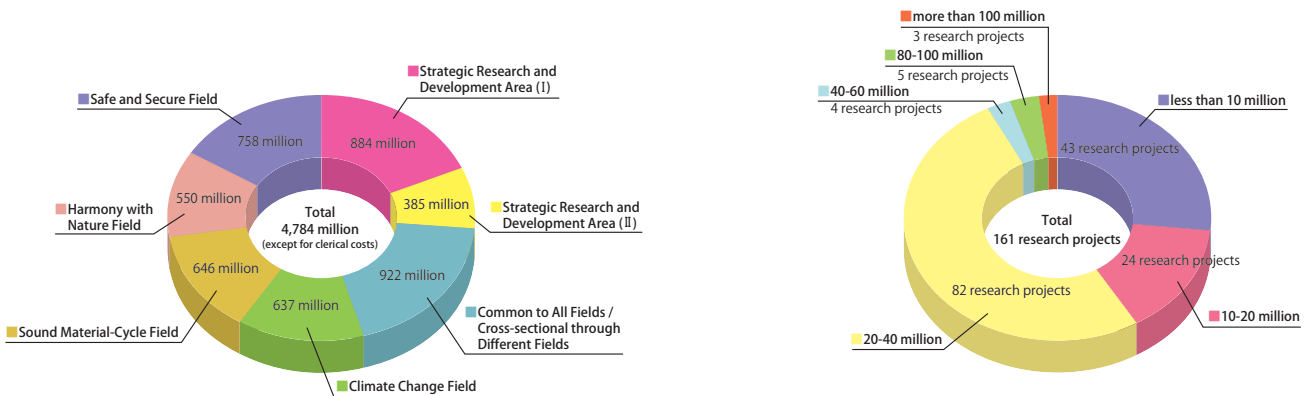 Strategic Research and
Development Area (Ⅰ)
884 million
Strategic Research and
Development Area (Ⅱ)
385 million
Common to All Fields /
Cross-sectional through
Different Fields
922 million
Climate Change Field
637 million
Sound Material-Cycle Field
646 million
Harmony with
Nature Field
550 million
Safe and Secure Field
758 million
Total
4,784 million
(except for clerical costs)
more than 100 million
3 research projects
80-100 million
5 research projects
40-60 million
4 research projects
less than 10 million
43 research projects
10-20 million
24 research projects
20-40 million
82 research projects
Total
161 research projects